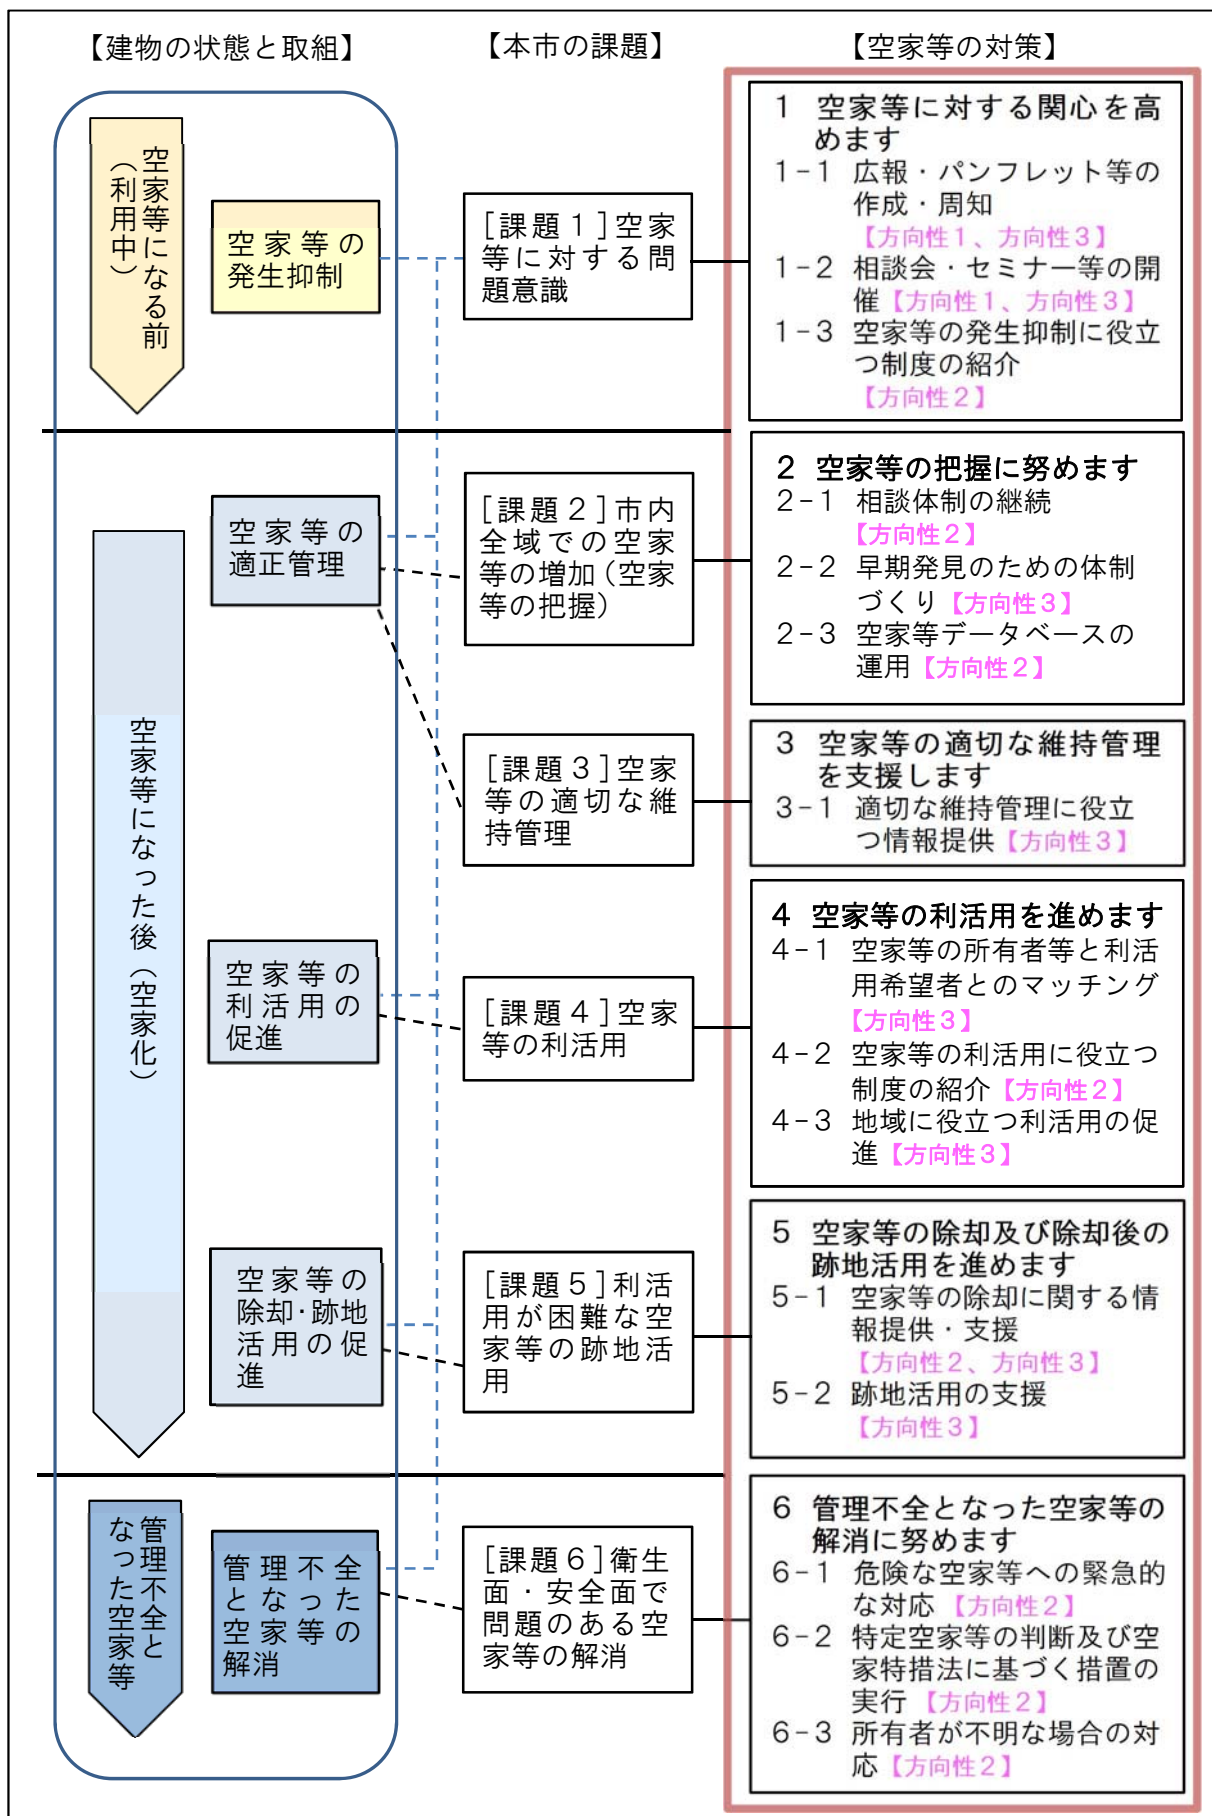 【建物の状態と取組】
【本市の課題】
【空家等の対策】
空家等になる前
（利用中）
空家等の
発生抑制
[課題１]空家
等に対する問
題意識
１ 空家等に対する関心を高
めます
１-１ 広報・パンフレット等の
作成・周知
【方向性１、方向性３】
１-２ 相談会・セミナー等の開
催【方向性１、方向性３】
１-３ 空家等の発生抑制に役立
つ制度の紹介
【方向性２】
空家等になった後（空家化）
空家等の
適正管理
[課題２]市内
全域での空家
等の増加（空家
等の把握）
２ 空家等の把握に努めます
２-１ 相談体制の継続
【方向性２】
２-２ 早期発見のための体制
づくり【方向性３】
２-３ 空家等データベースの
運用【方向性２】
[課題３]空家
等の適切な維
持管理
３ 空家等の適切な維持管理
を支援します
３-１ 適切な維持管理に役立
つ情報提供【方向性３】
空家等の
利活用の
促進
[課題４]空家
等の利活用
４ 空家等の利活用を進めます
４-１ 空家等の所有者等と利活
用希望者とのマッチング
【方向性３】
４-２ 空家等の利活用に役立つ
制度の紹介【方向性２】
４-３ 地域に役立つ利活用の促
進【方向性３】
空家等の
除却・跡地
活用の促
進
[課題５]利活
用が困難な空
家等の跡地活
用
５ 空家等の除却及び除却後の
跡地活用を進めます
５-１ 空家等の除却に関する情
報提供・支援
【方向性２、方向性３】
５-２ 跡地活用の支援
【方向性３】
管理不全と
なった空家等
管理不全
となった
空家等の
解消
[課題６]衛生
面・安全面で
問題のある空
家等の解消
６ 管理不全となった空家等の
解消に努めます
６-１ 危険な空家等への緊急的
な対応【方向性２】
６-２ 特定空家等の判断及び空
家特措法に基づく措置の
実行【方向性２】
６-３ 所有者が不明な場合の対
応【方向性２】